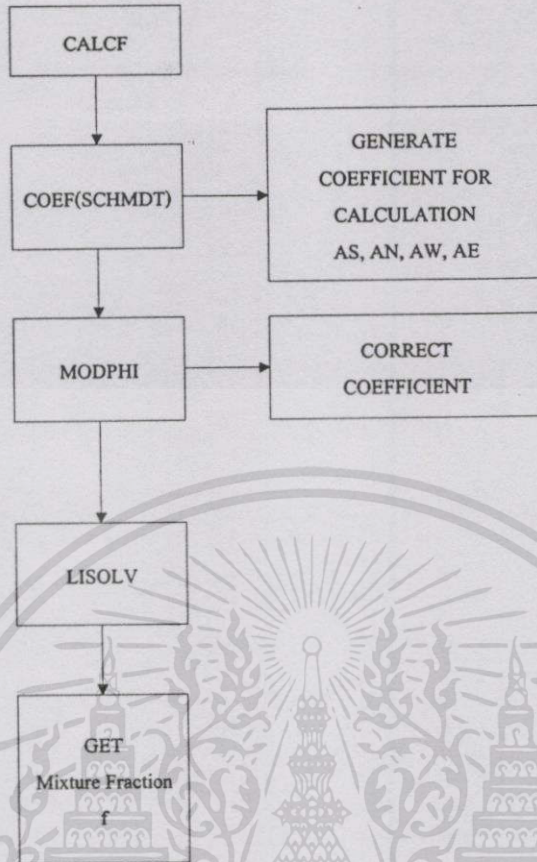 CALCF
COEF(SCHMDT)
GENERATE
COEFFICIENT FOR
CALCULATION
AS, AN, AW, AE
MODPHI
CORRECT
COEFFICIENT
LISOLV
GET
Mixture Fraction
f